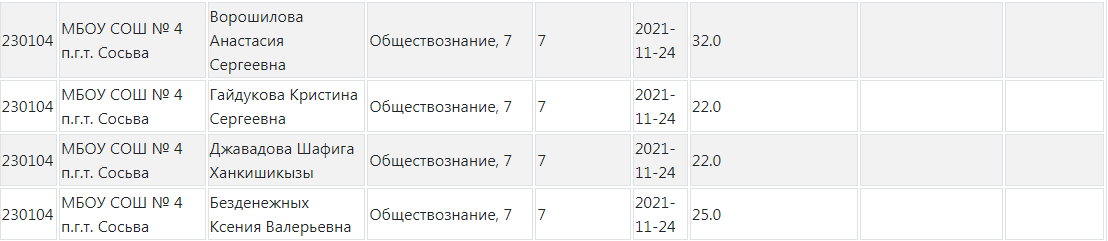 230104 МБОУ СОШ № 4 п.г.т. Сосьва Ворошилова Анастасия Сергеевна Обществознание, 7 7 2021-11-24 32.0
230104 МБОУ СОШ № 4 п.г.т. Сосьва Гайдукова Кристина Сергеевна Обществознание, 7 7 2021-11-24 22.0
230104 МБОУ СОШ № 4 п.г.т. Сосьва Джавадова Шафига Ханкишикызы Обществознание, 7 7 2021-11-24 22.0
230104 МБОУ СОШ № 4 п.г.т. Сосьва Безденежных Ксения Валерьевна Обществознание, 7 7 2021-11-24 25.0